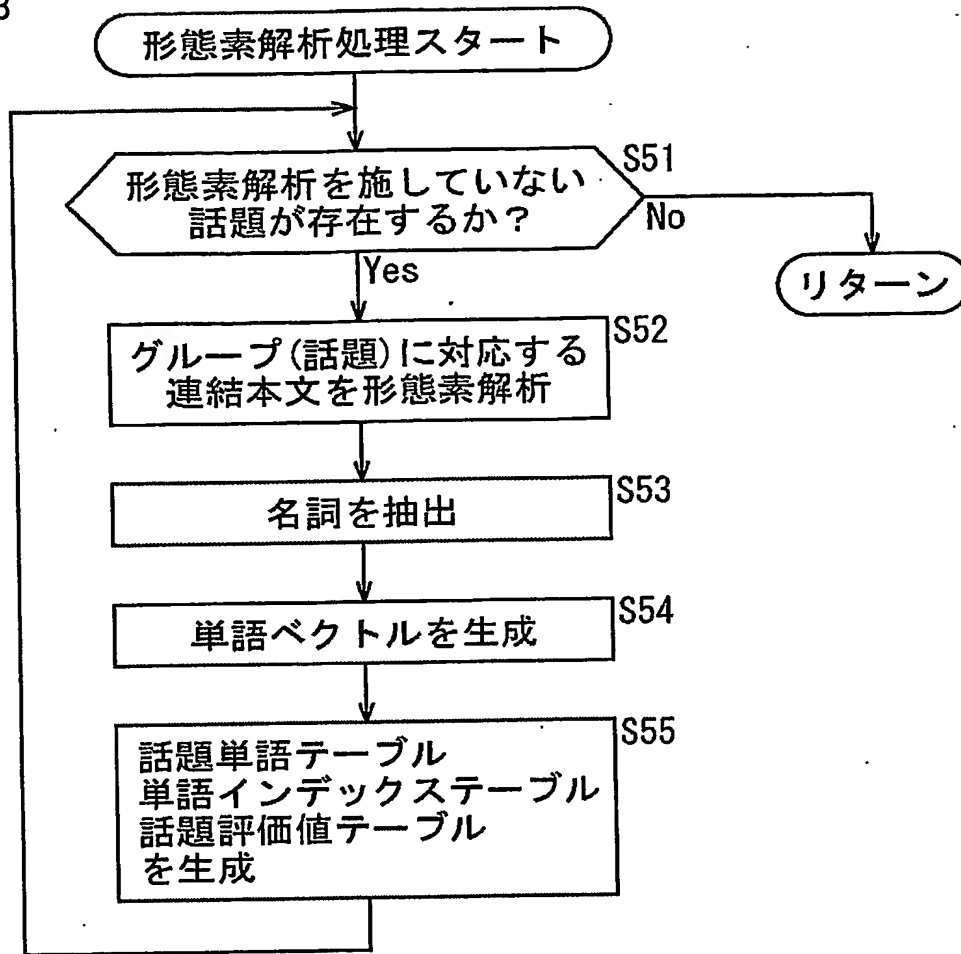 3
形態素解析処理スタート
S51
形態素解析を施していない
話題が存在するか?
No
Yes
リターン
S52
グループ(話題)に対応する
連結本文を形態素解析
S53
名詞を抽出
S54
単語ベクトルを生成
S55
話題単語テーブル
単語インデックステーブル
話題評価値テーブル
を生成